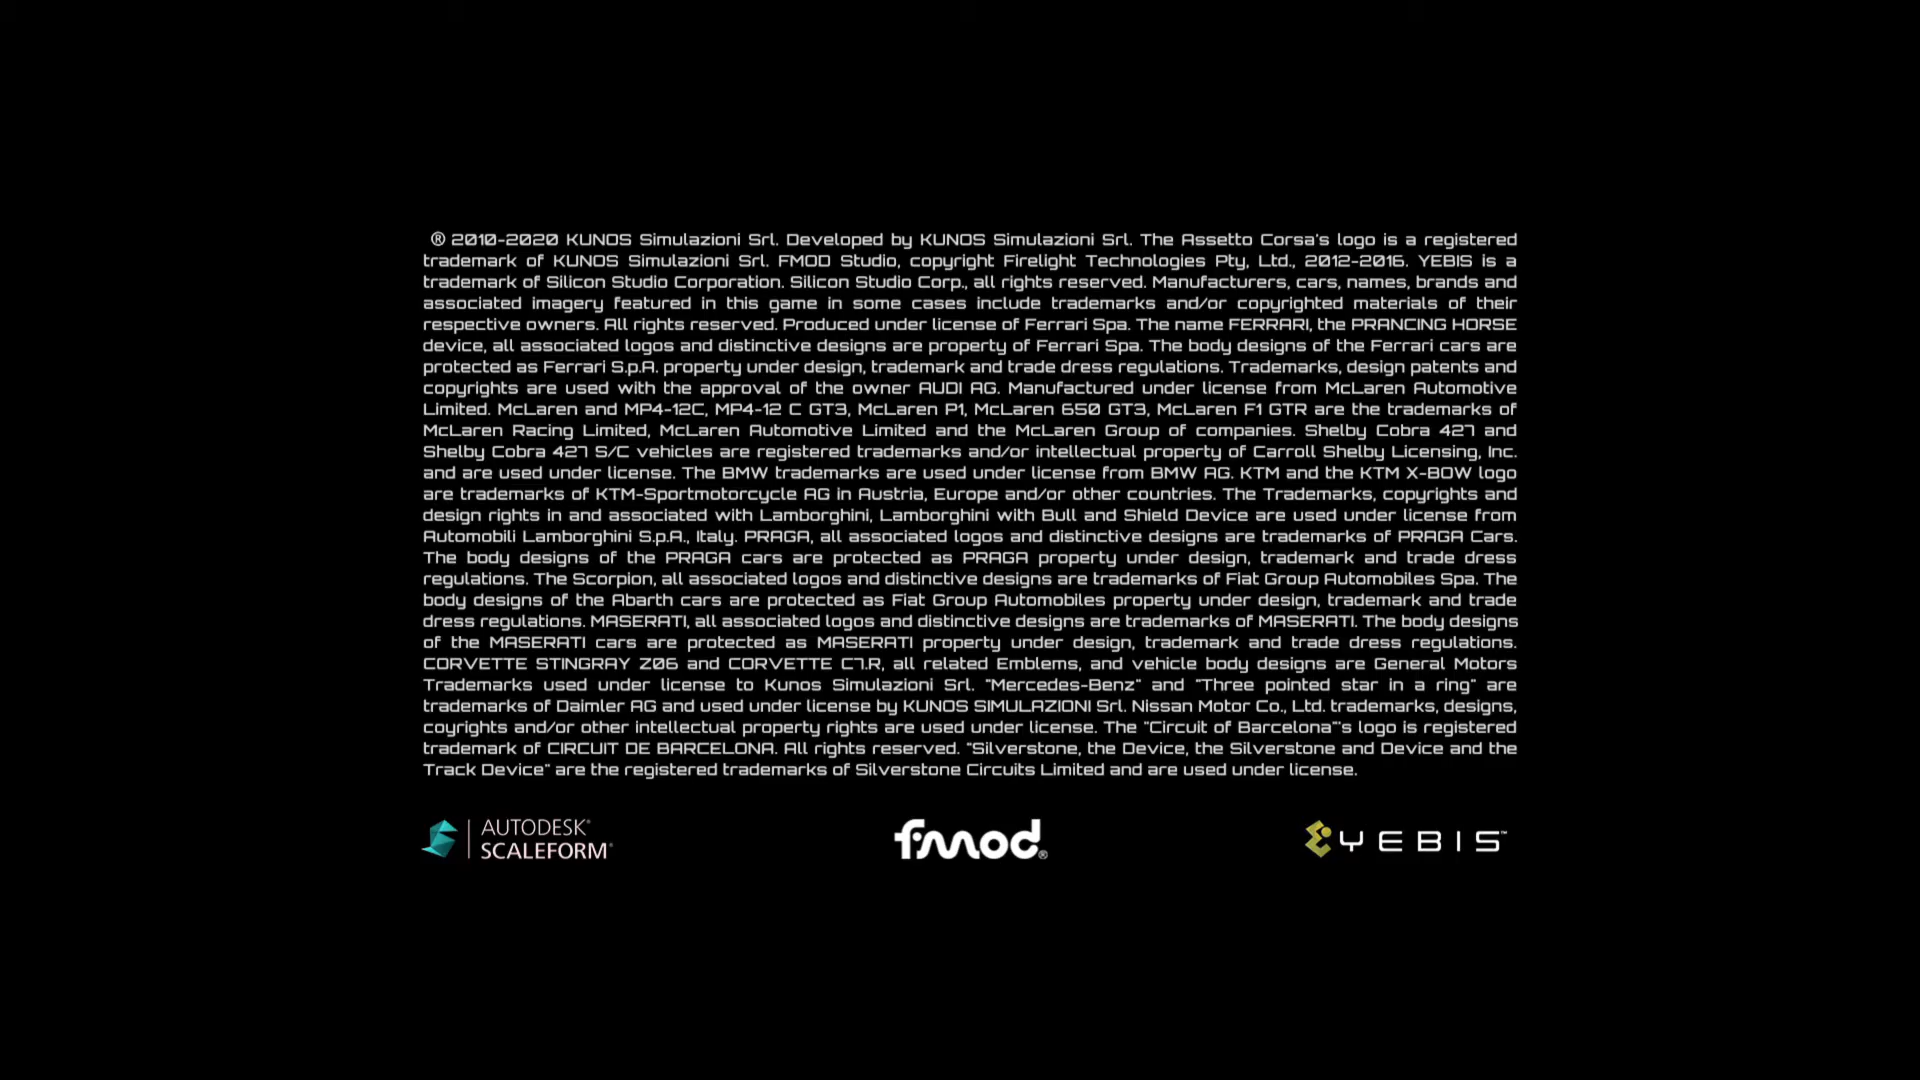 ® 2010-2020 KUNOS Simulazioni Srl. Developed by KUNOS Simulazioni Srl. The Assetto Corsa's logo is a registered
trademark of KUNOS Simulazioni Srl. FMOD Studio, copyright Firelight Technologies Pty, Ltd., 2012-2016. YEBIS is a
trademark of Silicon Studio Corporation. Silicon Studio Corp., all rights reserved. Manufacturers, cars, names, brands and
associated imagery featured in this game in some cases include trademarks and/or copyrighted materials of their
respective owners. All rights reserved. Produced under license of Ferrari Spa. The name FERRARI, the PRANCING HORSE
device, all associated logos and distinctive designs are property of Ferrari Spa. The body designs of the Ferrari cars are
protected as Ferrari S.p.A. property under design, trademark and trade dress regulations. Trademarks, design patents and
copyrights are used with the approval of the owner AUDI AG. Manufactured under license from McLaren Automotive
Limited. McLaren and MP4-12C, MP4-12 C GT3, McLaren P1, McLaren 650 GT3, McLaren F1 GTR are the trademarks of
McLaren Racing Limited, McLaren Automotive Limited and the McLaren Group of companies. Shelby Cobra 427 and
Shelby Cobra 427 S/C vehicles are registered trademarks and/or intellectual property of Carroll Shelby Licensing, Inc.
and are used under license. The BMW trademarks are used under license from BMW AG. KTM and the KTM X-BOW logo
are trademarks of KTM-Sportmotorcycle AG in Austria, Europe and/or other countries. The Trademarks, copyrights and
design rights in and associated with Lamborghini, Lamborghini with Bull and Shield Device are used under license from
Automobili Lamborghini S.p.A., Italy. PRAGA, all associated logos and distinctive designs are trademarks of PRAGA Cars.
The body designs of the PRAGA cars are protected as PRAGA property under design, trademark and trade dress
regulations. The Scorpion, all associated logos and distinctive designs are trademarks of Fiat Group Automobiles Spa. The
body designs of the Abarth cars are protected as Fiat Group Automobiles property under design, trademark and trade
dress regulations. MASERATI, all associated logos and distinctive designs are trademarks of MASERATI. The body designs
of the MASERATI cars are protected as MASERATI property under design, trademark and trade dress regulations.
CORVETTE STINGRAY Z06 and CORVETTE C7.R, all related Emblems, and vehicle body designs are General Motors
Trademarks used under license to Kunos Simulazioni Srl. "Mercedes-Benz" and "Three pointed star in a ring" are
trademarks of Daimler AG and used under license by KUNOS SIMULAZIONI Srl. Nissan Motor Co., Ltd. trademarks, designs,
coyrights and/or other intellectual property rights are used under license. The "Circuit of Barcelona"'s logo is registered
trademark of CIRCUIT DE BARCELONA. All rights reserved. "Silverstone, the Device, the Silverstone and Device and the
Track Device" are the registered trademarks of Silverstone Circuits Limited and are used under license.
AUTODESK®
SCALEFORM®
fmod®
YEBIS™